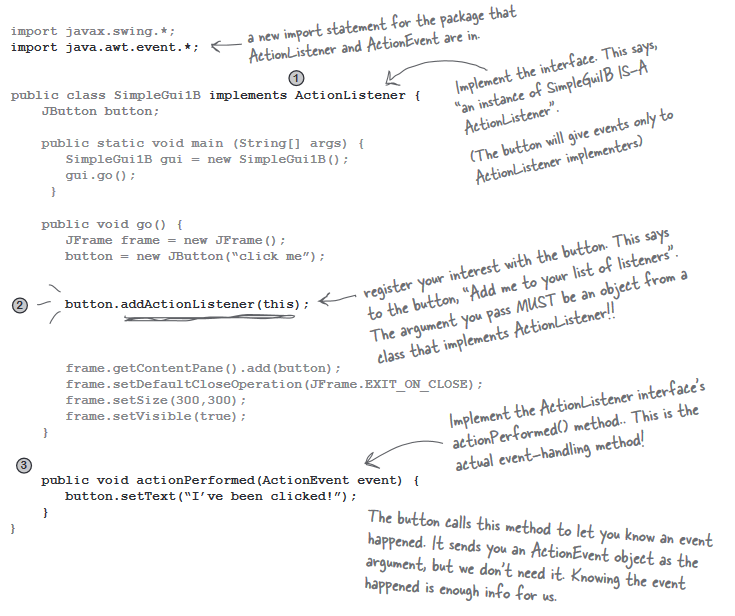 import javax.swing.*;
import java.awt.event.*;
a new import statement for the package that
ActionListener and ActionEvent are in.
1
public class SimpleGui1B implements ActionListener {
Implement the interface. This says,
"an instance of SimpleGui1B IS-A
ActionListener".
(The button will give events only to
ActionListener implementers)
JButton button;
public static void main (String[] args) {
SimpleGui1B gui = new SimpleGui1B();
gui.go();
}
public void go() {
JFrame frame = new JFrame();
button = new JButton(“click me”);
2
button.addActionListener(this);
register your interest with the button. This says
to the button, "Add me to your list of listeners".
The argument you pass MUST be an object from a
class that implements ActionListener!!
frame.getContentPane().add(button);
frame.setDefaultCloseOperation(JFrame.EXIT_ON_CLOSE);
frame.setSize(300,300);
frame.setVisible(true);
}
Implement the ActionListener interface's
actionPerformed() method.. This is the
actual event-handling method!
3
public void actionPerformed(ActionEvent event) {
button.setText(“I’ve been clicked!”);
}
}
The button calls this method to let you know an event
happened. It sends you an ActionEvent object as the
argument, but we don't need it. Knowing the event
happened is enough info for us.